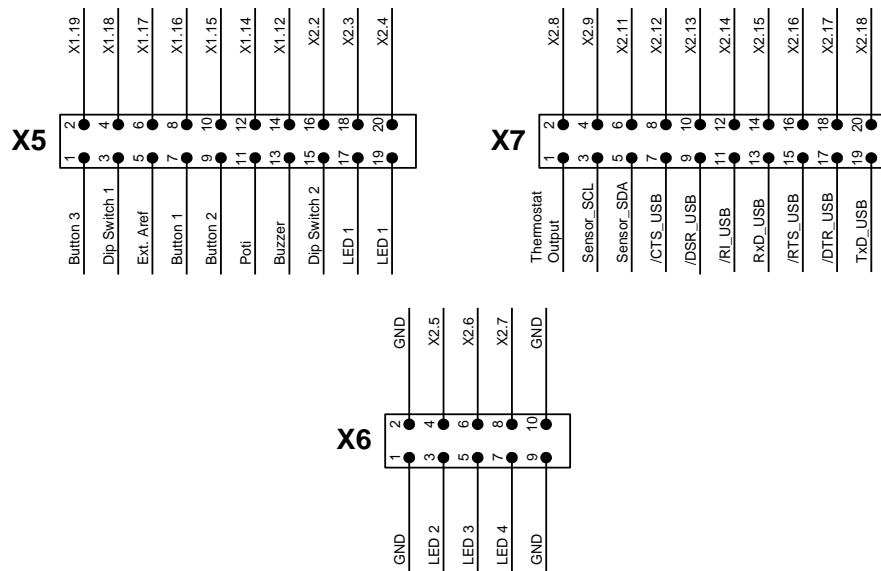 X1.19 X1.18 X1.17 X1.16 X1.15 X1.14 X1.12 X2.2 X2.3 X2.4
2 4 6 8 10 12 14 16 18 20
X5
1 3 5 7 9 11 13 15 17 19
Button 3
Dip Switch 1
Ext. Aref
Button 1
Button 2
Poti
Buzzer
Dip Switch 2
LED 1
LED 1
X2.8 X2.9 X2.11 X2.12 X2.13 X2.14 X2.15 X2.16 X2.17 X2.18
2 4 6 8 10 12 14 16 18 20
X7
1 3 5 7 9 11 13 15 17 19
Thermostat
Output
Sensor_SCL
Sensor_SDA
/CTS_USB
/DSR_USB
/RI_USB
RxD_USB
/RTS_USB
/DTR_USB
TxD_USB
GND X2.5 X2.6 X2.7 GND
2 4 6 8 10
X6
1 3 5 7 9
GND
LED 2
LED 3
LED 4
GND